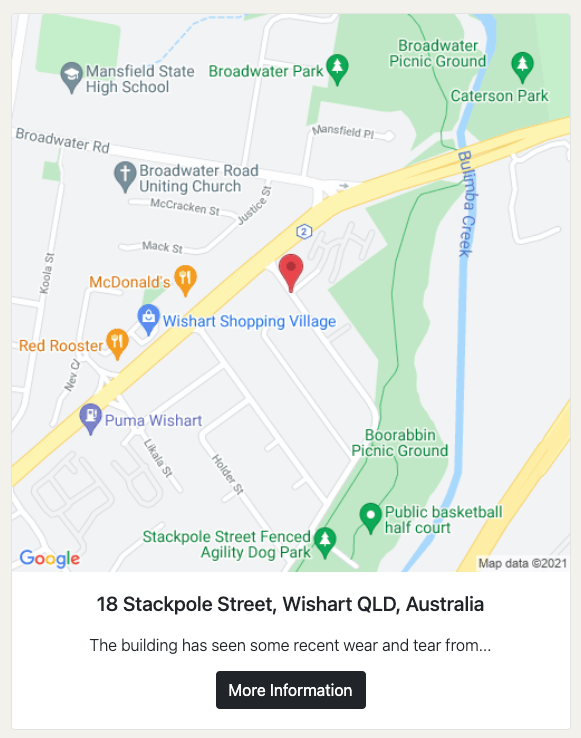 Broadwater
Picnic Ground
Mansfield State
High School
Broadwater Park
Caterson Park
Broadwater Rd
Mansfield Pl
Broadwater Road
Uniting Church
Bulimba Creek
McCracken St
Justice St
2
Mack St
Koola St
McDonald's
Wishart Shopping Village
Red Rooster
Puma Wishart
Boorabbin
Picnic Ground
Likala St
Holder St
Public basketball
half court
Stackpole Street Fenced
Agility Dog Park
Google
Map data ©2021
18 Stackpole Street, Wishart QLD, Australia
The building has seen some recent wear and tear from...
More Information